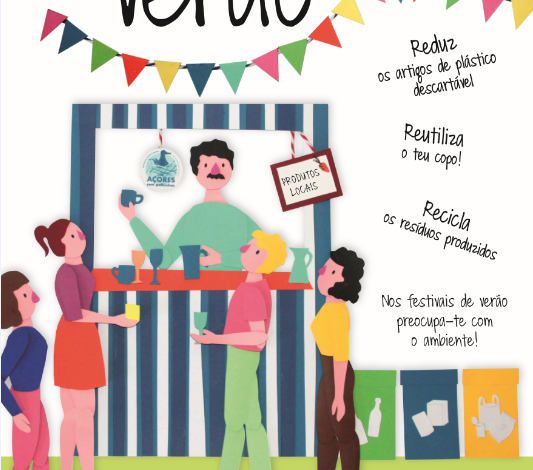 verão
Reduz
os artigos de plástico
descartável
Reutiliza
o teu copo!
Recicla
os resíduos produzidos
AÇORES
PRODUTOS
LOCAIS
Nos festivais de verão
preocupa-te com
o ambiente!